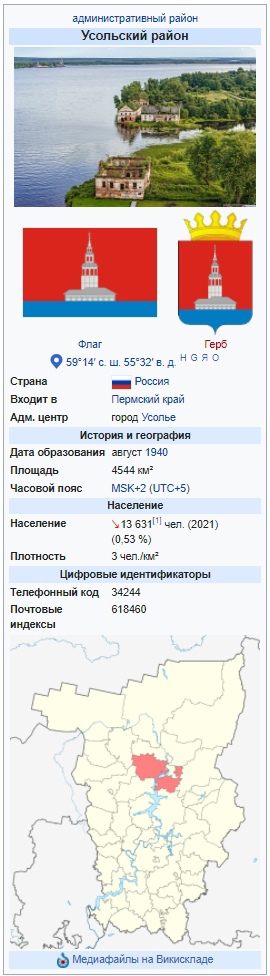 административный район
Усольский район
Флаг
Герб
59°14′ с. ш. 55°32′ в. д. H G Я O
Страна Россия
Входит в Пермский край
Адм. центр город Усолье
История и география
Дата образования август 1940
Площадь 4544 км²
Часовой пояс MSK+2 (UTC+5)
Население
Население ↘13 631[1] чел. (2021)
(0,53 %)
Плотность 3 чел./км²
Цифровые идентификаторы
Телефонный код 34244
Почтовые 618460
индексы
Медиафайлы на Викискладе